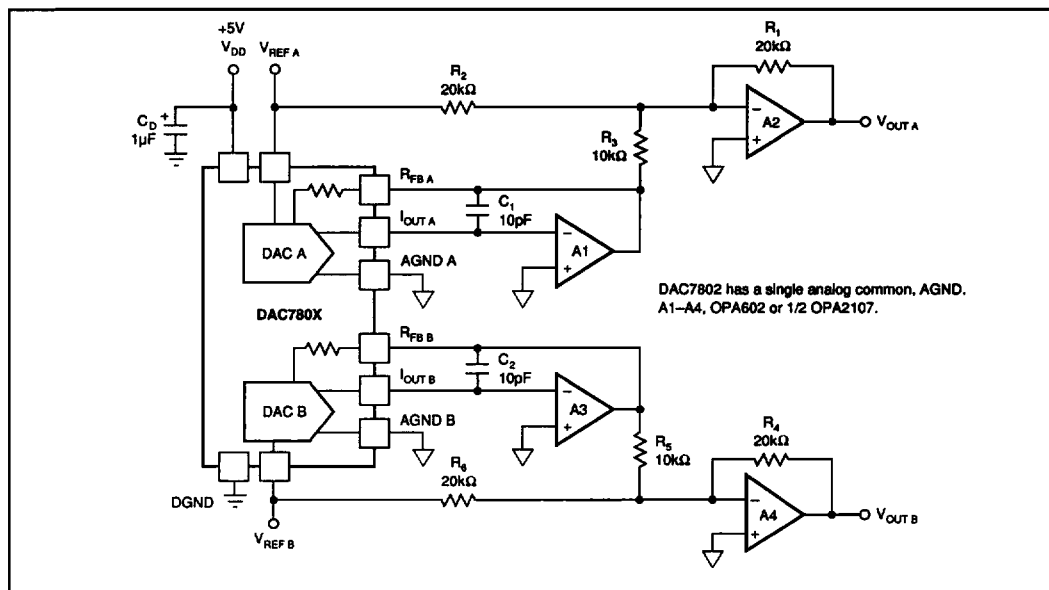 +5V
V_DD
V_REF A
R_1
20kΩ
R_2
20kΩ
C_D
+
1µF
R_3
10kΩ
−
+
A2
V_OUT A
R_FB A
C_1
10pF
I_OUT A
−
+
A1
DAC A
AGND A
DAC780X
DAC7802 has a single analog common, AGND.
A1–A4, OPA602 or 1/2 OPA2107.
R_FB B
C_2
10pF
I_OUT B
−
+
A3
DAC B
AGND B
R_4
20kΩ
R_5
10kΩ
R_6
20kΩ
DGND
−
+
A4
V_OUT B
V_REF B